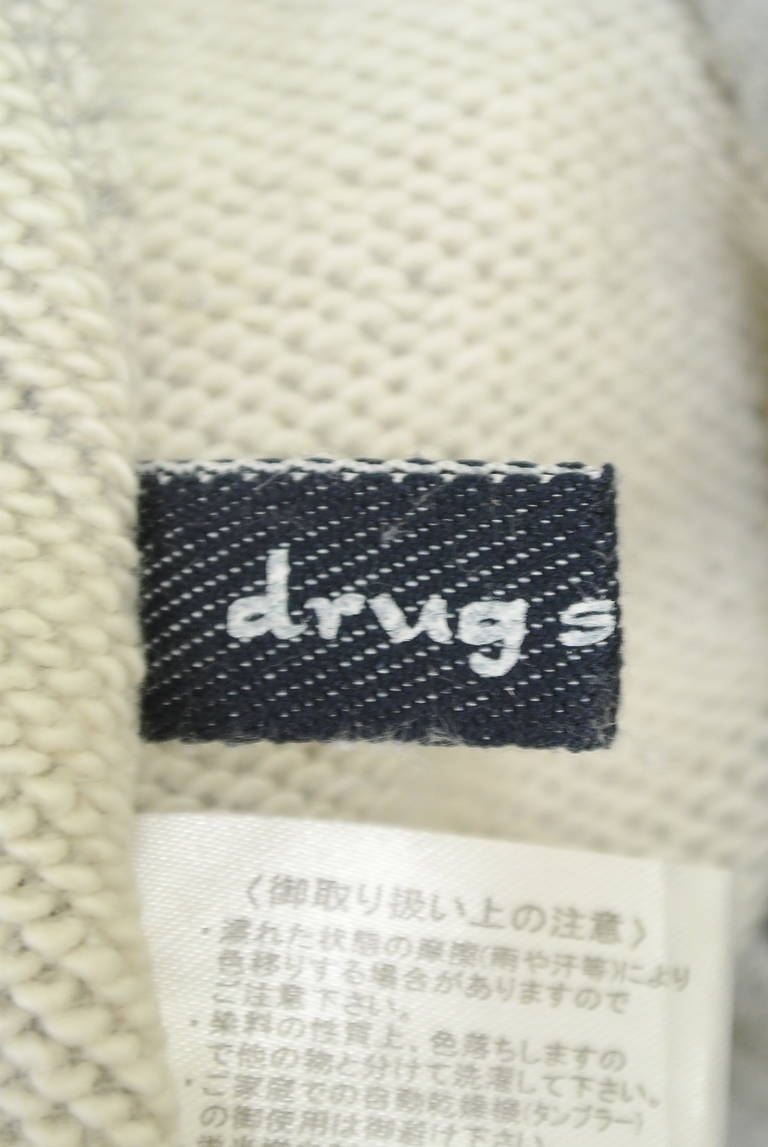 drug s
〈御取り扱い上の注意〉
・濡れた状態の摩擦(雨や汗等)により
色移りする場合がありますので
ご注意下さい。
・染料の性質上、色落ちしますの
で他の物と分けて洗濯して下さい。
・ご家庭での自動乾燥機(タンブラー)
の御使用は御避け下さい